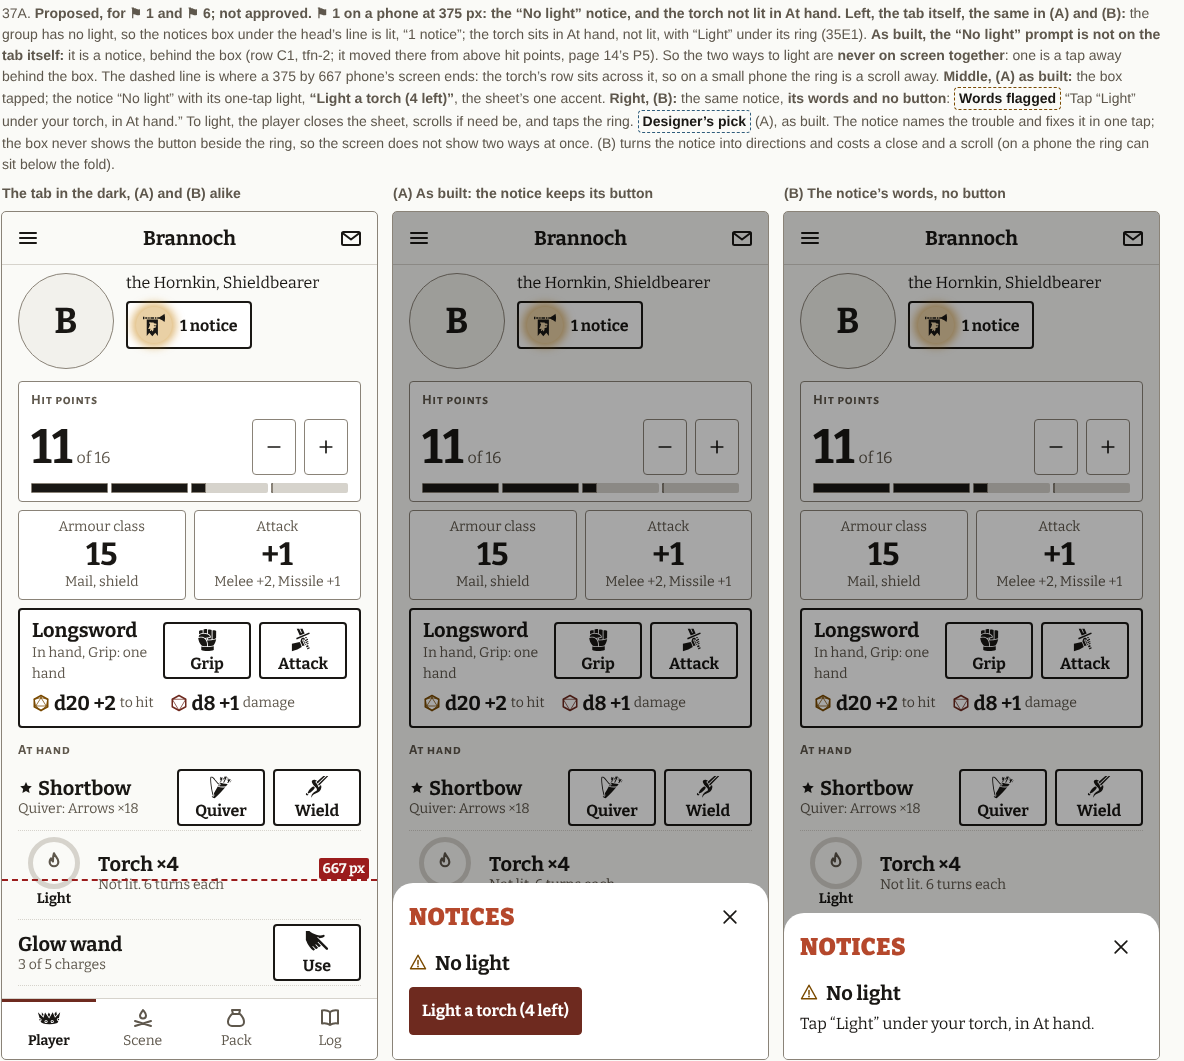 37A. Proposed, for ⚑ 1 and ⚑ 6; not approved. ⚑ 1 on a phone at 375 px: the “No light” notice, and the torch not lit in At hand. Left, the tab itself, the same in (A) and (B): the
group has no light, so the notices box under the head’s line is lit, “1 notice”; the torch sits in At hand, not lit, with “Light” under its ring (35E1). As built, the “No light” prompt is not on the
tab itself: it is a notice, behind the box (row C1, tfn-2; it moved there from above hit points, page 14’s P5). So the two ways to light are never on screen together: one is a tap away
behind the box. The dashed line is where a 375 by 667 phone’s screen ends: the torch’s row sits across it, so on a small phone the ring is a scroll away. Middle, (A) as built: the box
tapped; the notice “No light” with its one-tap light, “Light a torch (4 left)”, the sheet’s one accent. Right, (B): the same notice, its words and no button: Words flagged “Tap “Light”
under your torch, in At hand.” To light, the player closes the sheet, scrolls if need be, and taps the ring. Designer’s pick (A), as built. The notice names the trouble and fixes it in one tap;
the box never shows the button beside the ring, so the screen does not show two ways at once. (B) turns the notice into directions and costs a close and a scroll (on a phone the ring can
sit below the fold).
The tab in the dark, (A) and (B) alike
Brannoch
B
the Hornkin, Shieldbearer
1 notice
Hit points
11 of 16
− +
Armour class
15
Mail, shield
Attack
+1
Melee +2, Missile +1
Longsword
In hand, Grip: one
hand
Grip
Attack
d20 +2 to hit d8 +1 damage
At hand
★ Shortbow
Quiver: Arrows ×18
Quiver
Wield
Torch ×4
667 px
Not lit. 6 turns each
Light
Glow wand
3 of 5 charges
Use
Player
Scene
Pack
Log
(A) As built: the notice keeps its button
Brannoch
B
the Hornkin, Shieldbearer
1 notice
Hit points
11 of 16
− +
Armour class
15
Mail, shield
Attack
+1
Melee +2, Missile +1
Longsword
In hand, Grip: one
hand
Grip
Attack
d20 +2 to hit d8 +1 damage
At hand
★ Shortbow
Quiver: Arrows ×18
Quiver
Wield
Torch ×4
Not lit. 6 turns each
NOTICES
No light
Light a torch (4 left)
(B) The notice’s words, no button
Brannoch
B
the Hornkin, Shieldbearer
1 notice
Hit points
11 of 16
− +
Armour class
15
Mail, shield
Attack
+1
Melee +2, Missile +1
Longsword
In hand, Grip: one
hand
Grip
Attack
d20 +2 to hit d8 +1 damage
At hand
★ Shortbow
Quiver: Arrows ×18
Quiver
Wield
Torch ×4
Not lit. 6 turns each
Light
NOTICES
No light
Tap “Light” under your torch, in At hand.